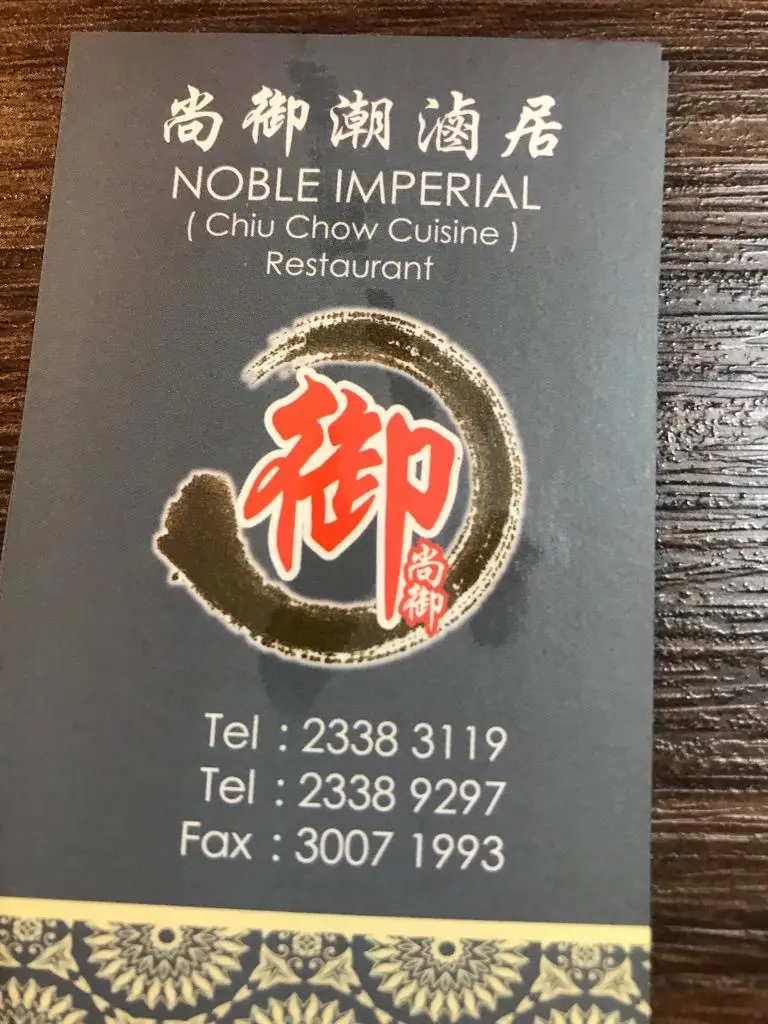 尚御潮滷居
NOBLE IMPERIAL
( Chiu Chow Cuisine )
Restaurant
御
尚御
Tel : 2338 3119
Tel : 2338 9297
Fax : 3007 1993